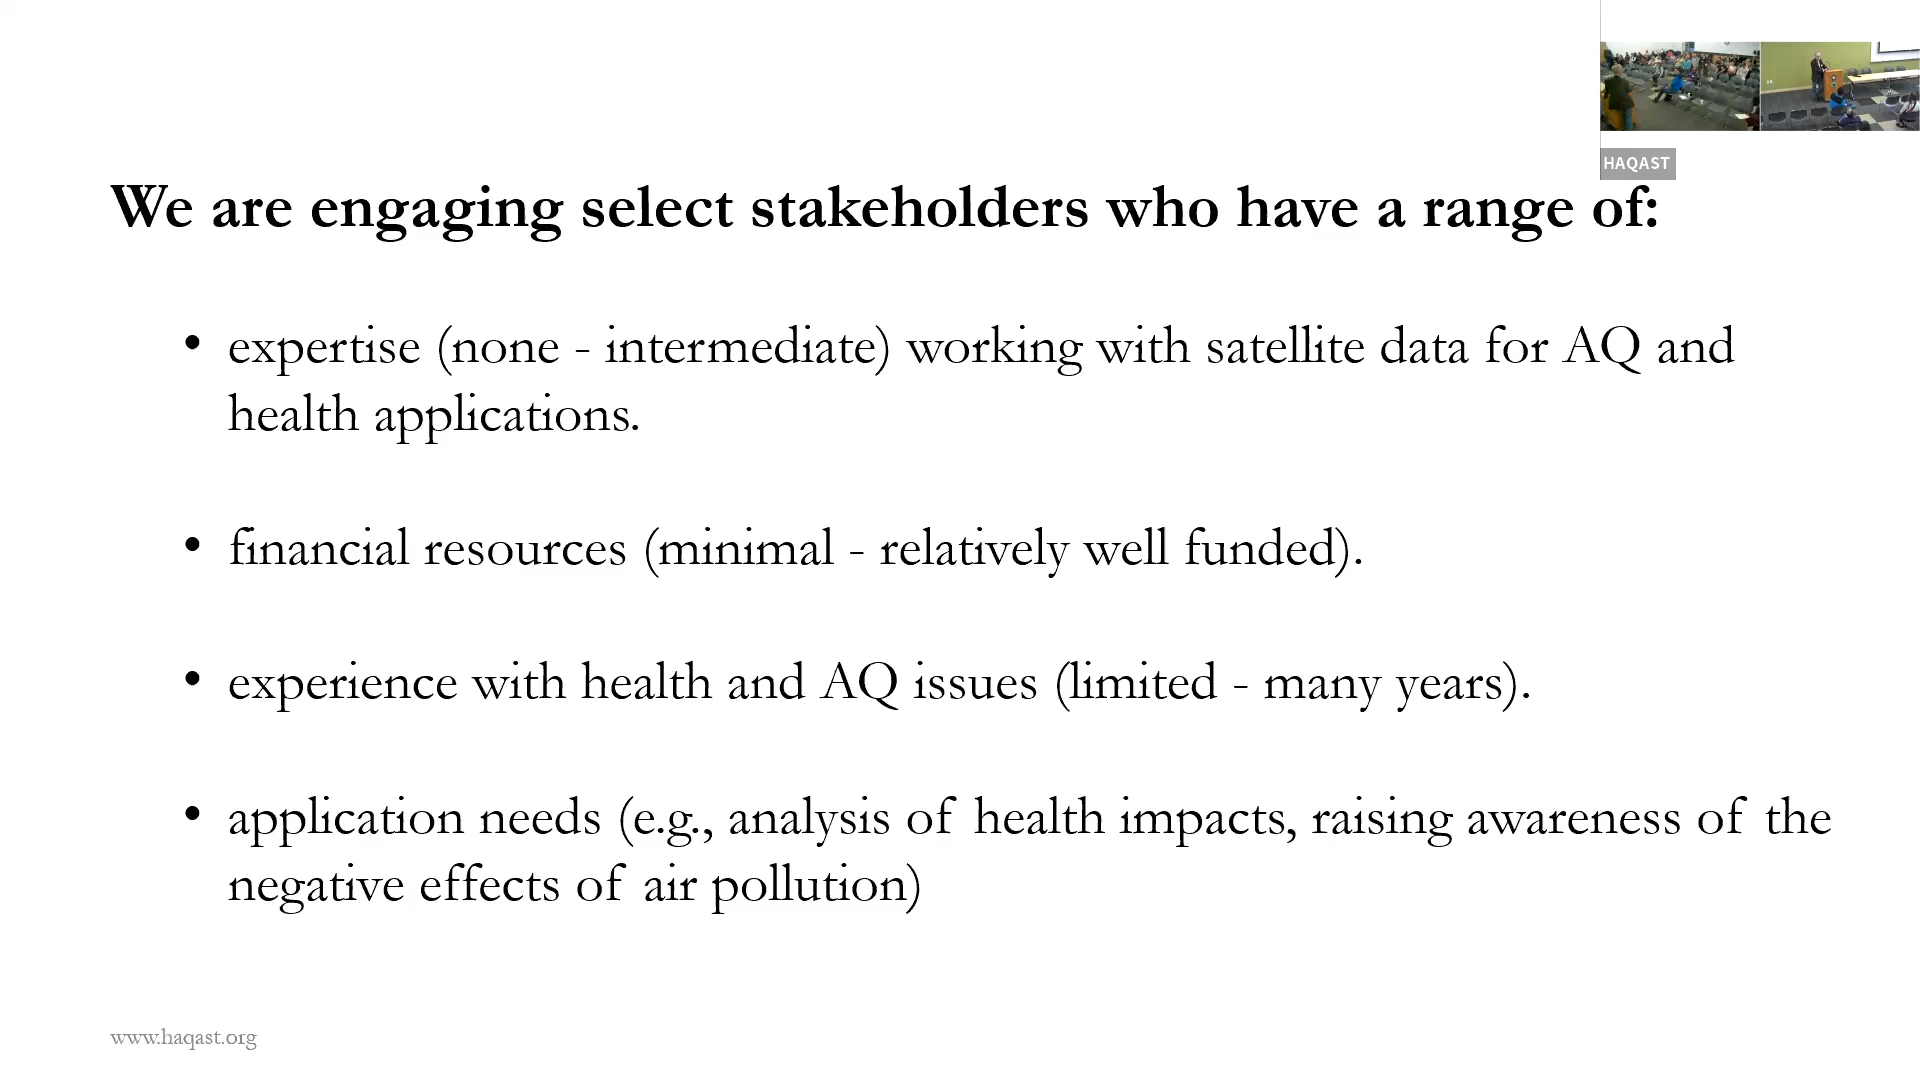 HAQAST
We are engaging select stakeholders who have a range of:
• expertise (none - intermediate) working with satellite data for AQ and
health applications.
• financial resources (minimal - relatively well funded).
• experience with health and AQ issues (limited - many years).
• application needs (e.g., analysis of health impacts, raising awareness of the
negative effects of air pollution)
www.haqast.org